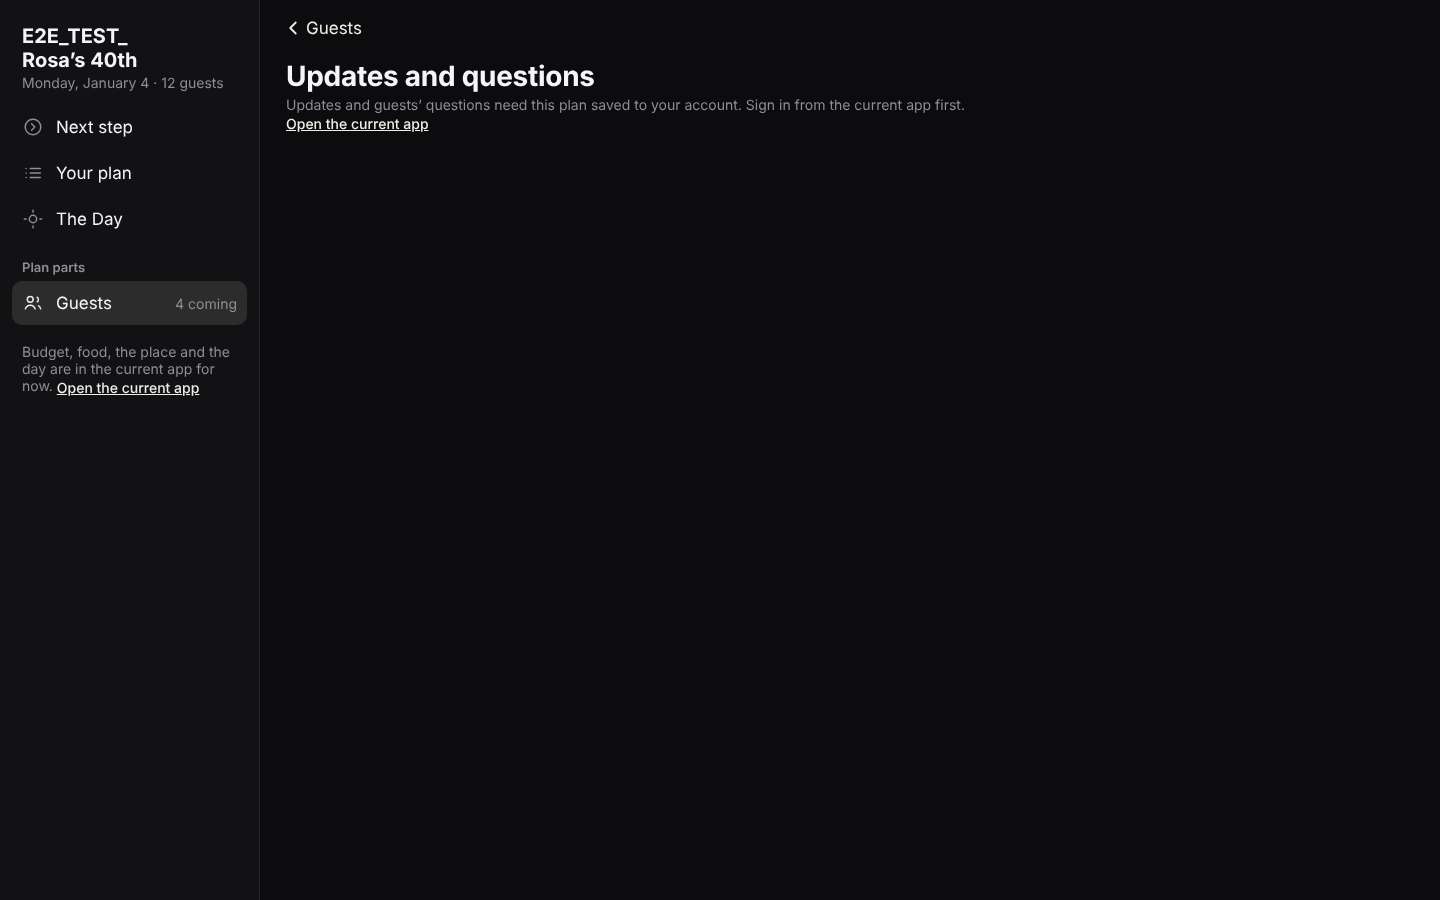 E2E_TEST_
Rosa’s 40th
Monday, January 4 · 12 guests
Next step
Your plan
The Day
Plan parts
Guests
4 coming
Budget, food, the place and the
day are in the current app for
now. Open the current app
Guests
Updates and questions
Updates and guests’ questions need this plan saved to your account. Sign in from the current app first.
Open the current app